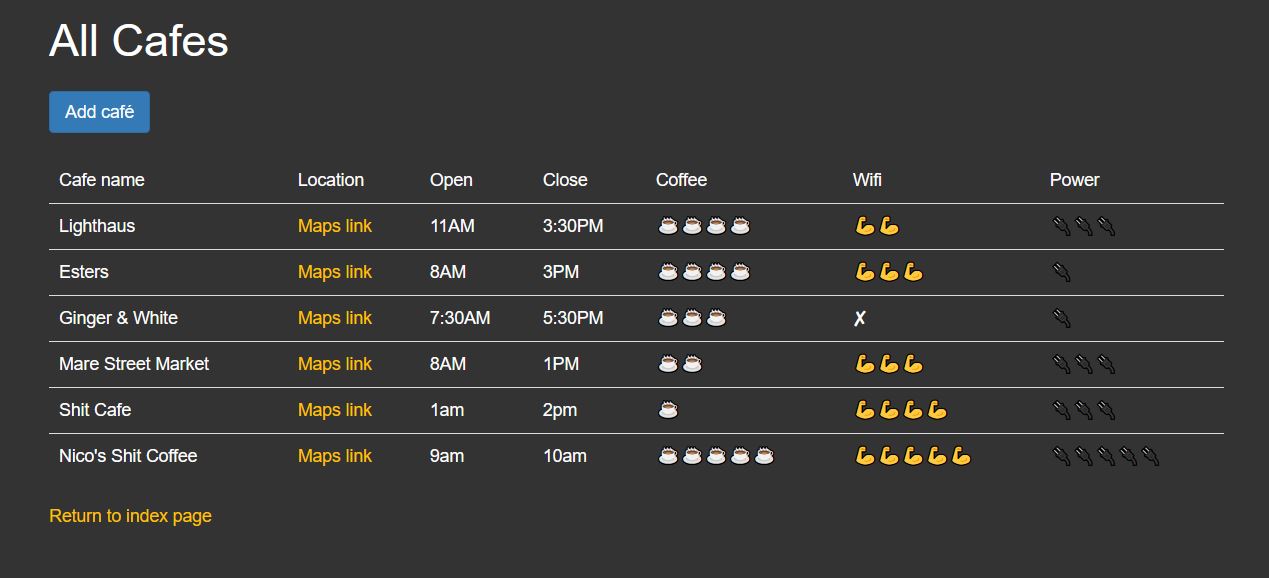 All Cafes
Add café
Cafe name Location Open Close Coffee Wifi Power
Lighthaus Maps link 11AM 3:30PM ☕☕☕☕ 💪💪 🔌🔌🔌
Esters Maps link 8AM 3PM ☕☕☕☕ 💪💪💪 🔌
Ginger & White Maps link 7:30AM 5:30PM ☕☕☕ ✘ 🔌
Mare Street Market Maps link 8AM 1PM ☕☕ 💪💪💪 🔌🔌🔌
Shit Cafe Maps link 1am 2pm ☕ 💪💪💪💪 🔌🔌🔌
Nico's Shit Coffee Maps link 9am 10am ☕☕☕☕☕ 💪💪💪💪💪 🔌🔌🔌🔌🔌
Return to index page